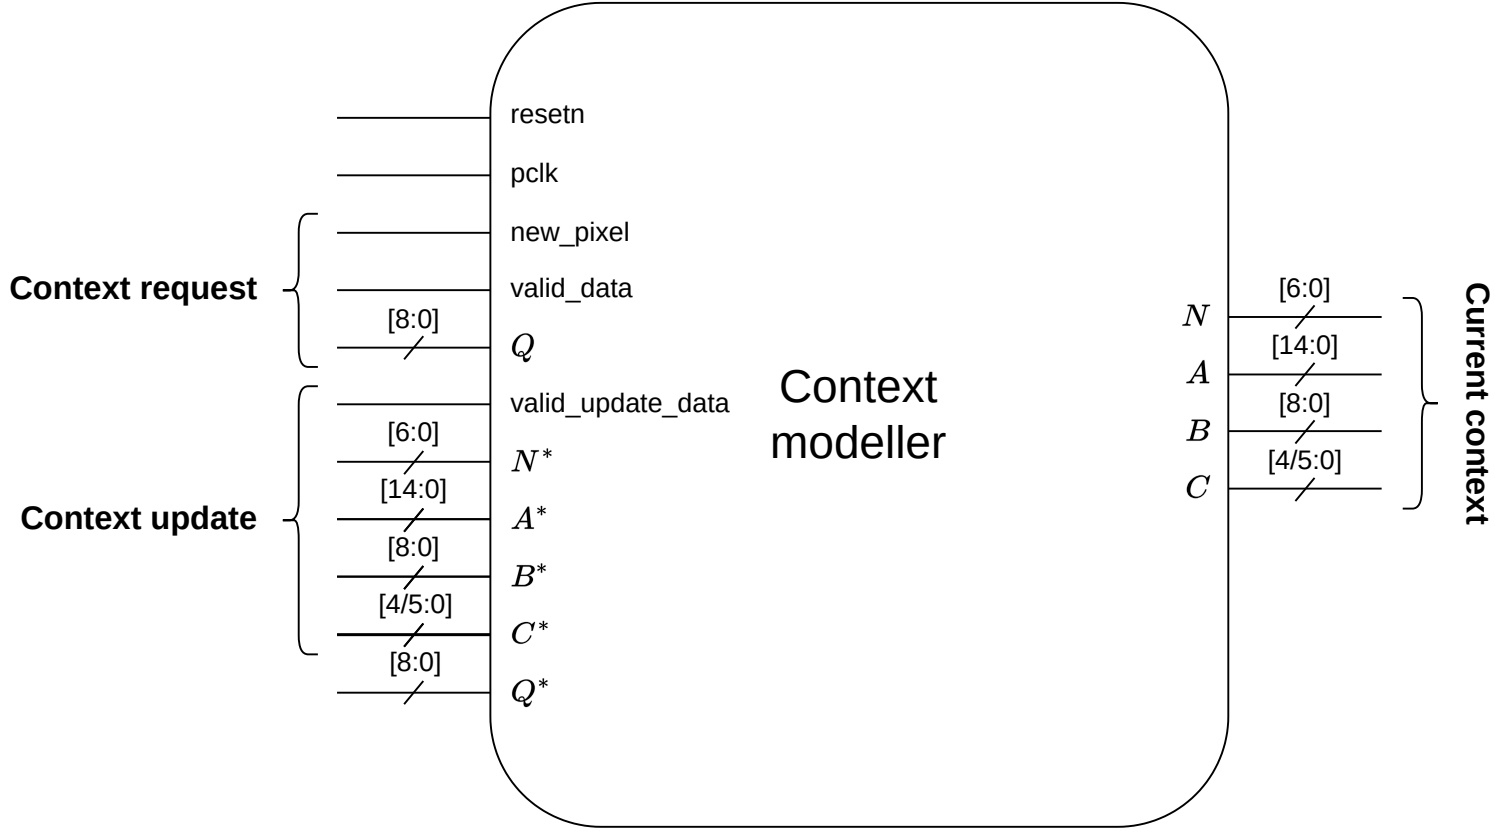 resetn
pclk
new_pixel
Context request
valid_data
[8:0]
Q
valid_update_data
[6:0]
N*
[14:0]
Context update
A*
[8:0]
B*
[4/5:0]
C*
[8:0]
Q*
Context
modeller
[6:0]
N
[14:0]
A
[8:0]
B
[4/5:0]
C
Current context